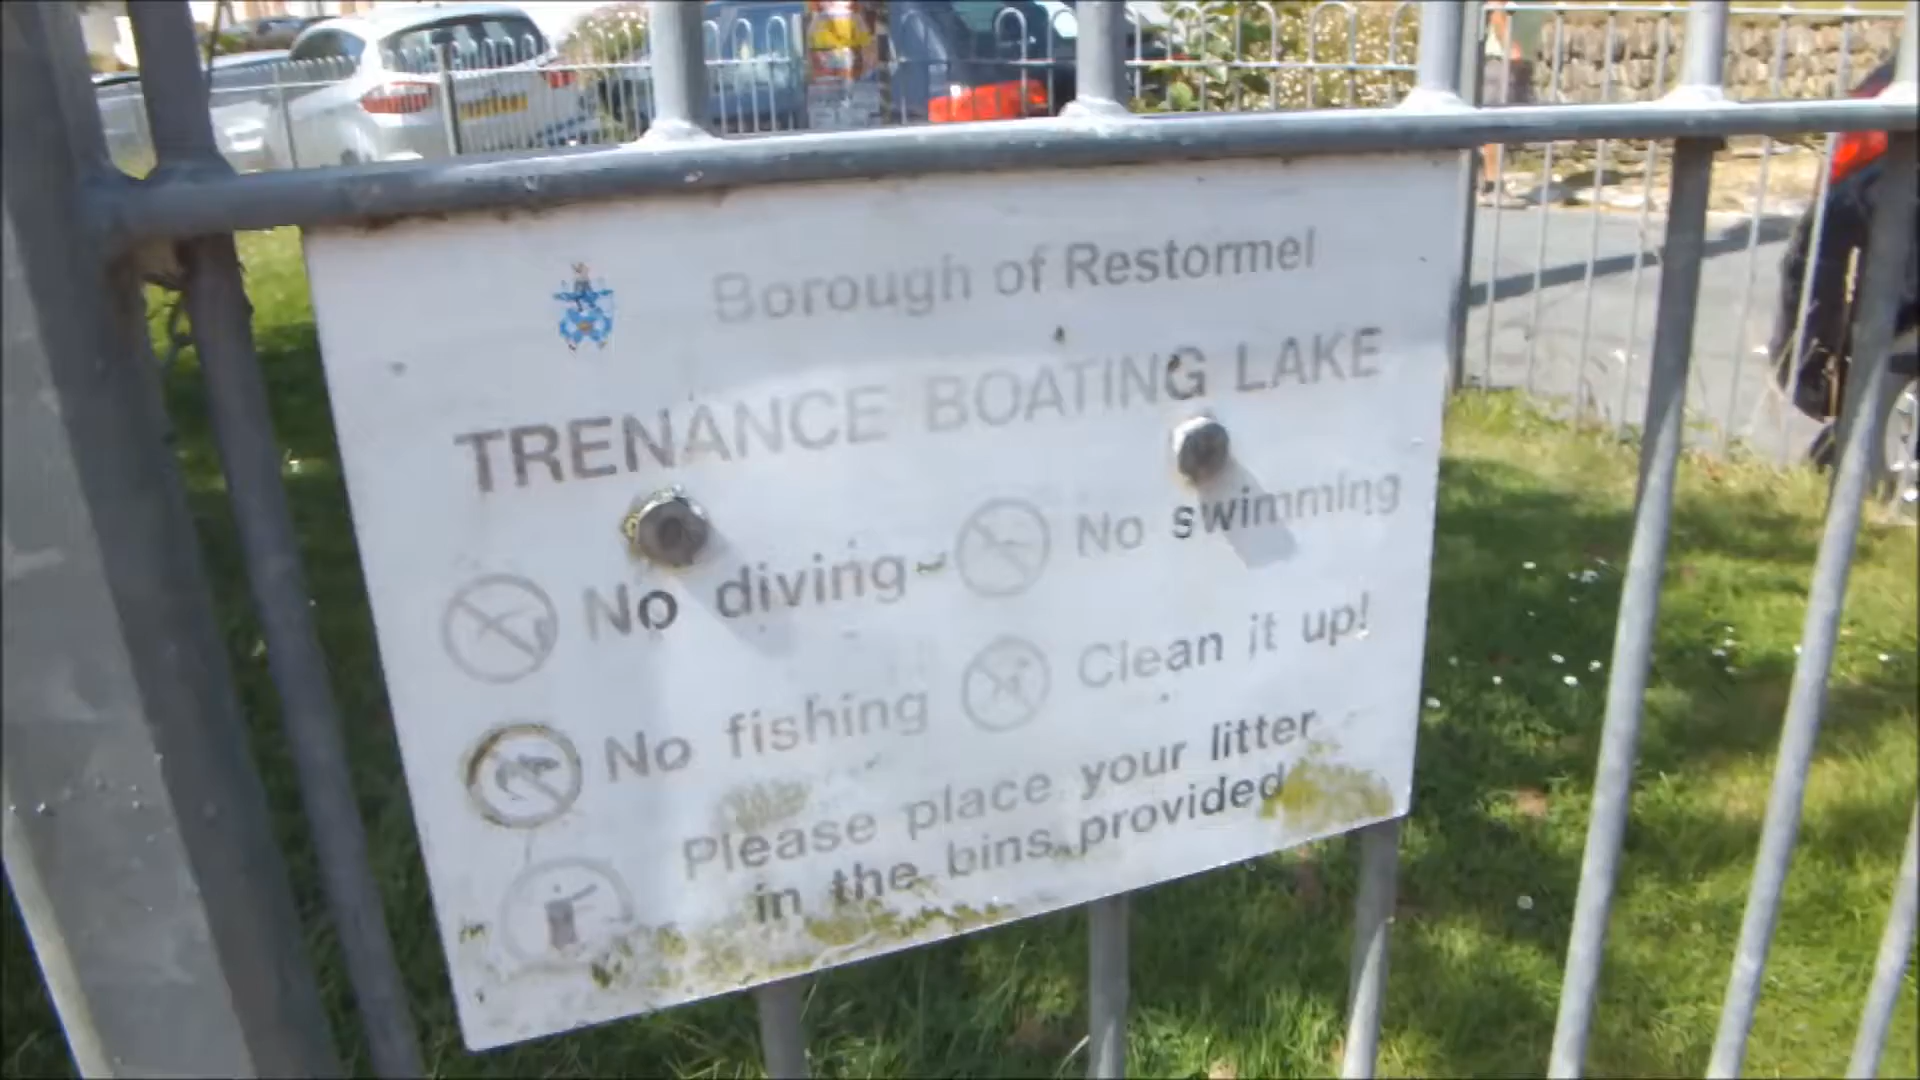 Borough of Restormel
TRENANCE BOATING LAKE
No diving
No swimming
No fishing
Clean it up!
Please place your litter
in the bins provided